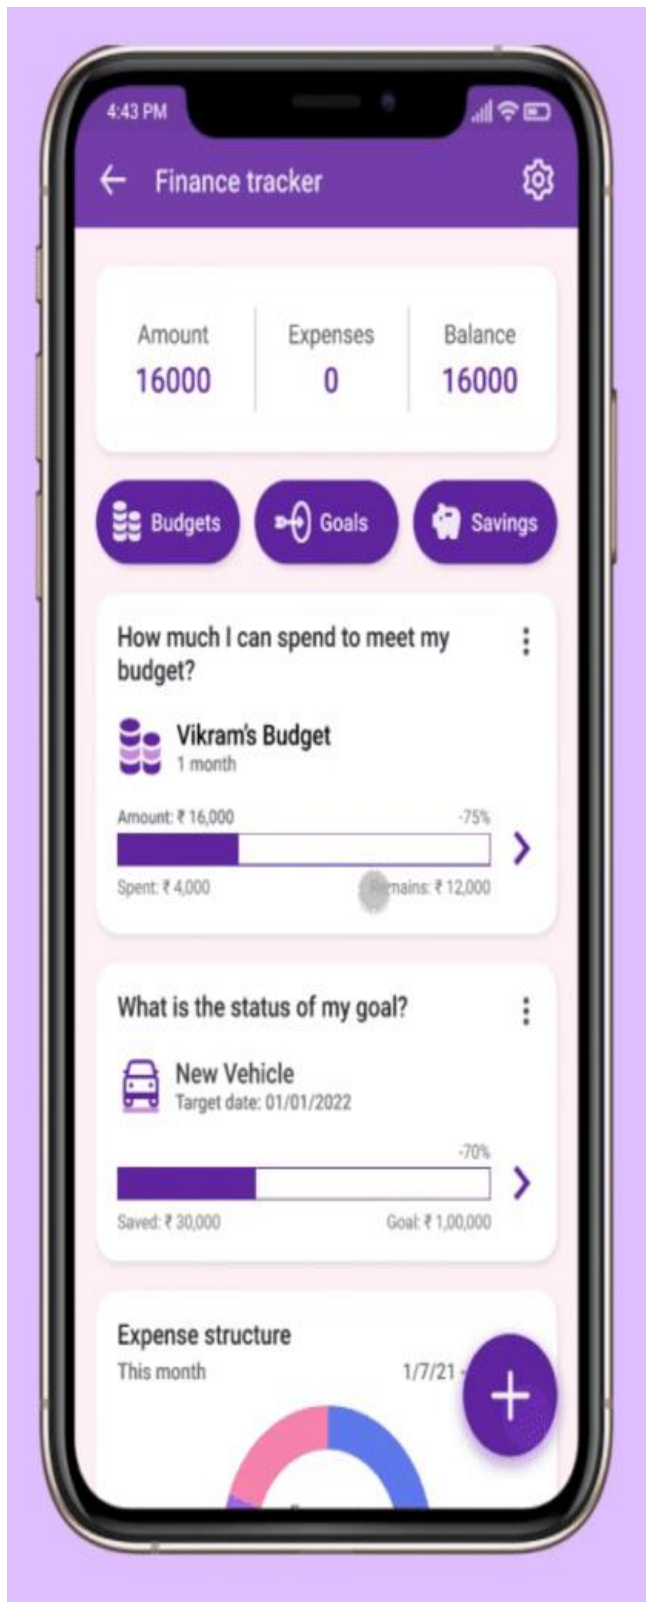 4:43 PM
Finance tracker
Amount
Expenses
Balance
16000
0
16000
Budgets
Goals
Savings
How much I can spend to meet my
budget?
Vikram's Budget
1 month
Amount: ₹ 16,000
-75%
Spent: ₹ 4,000
Remains: ₹ 12,000
What is the status of my goal?
New Vehicle
Target date: 01/01/2022
-70%
Saved: ₹ 30,000
Goal: ₹ 1,00,000
Expense structure
This month
1/7/21 -